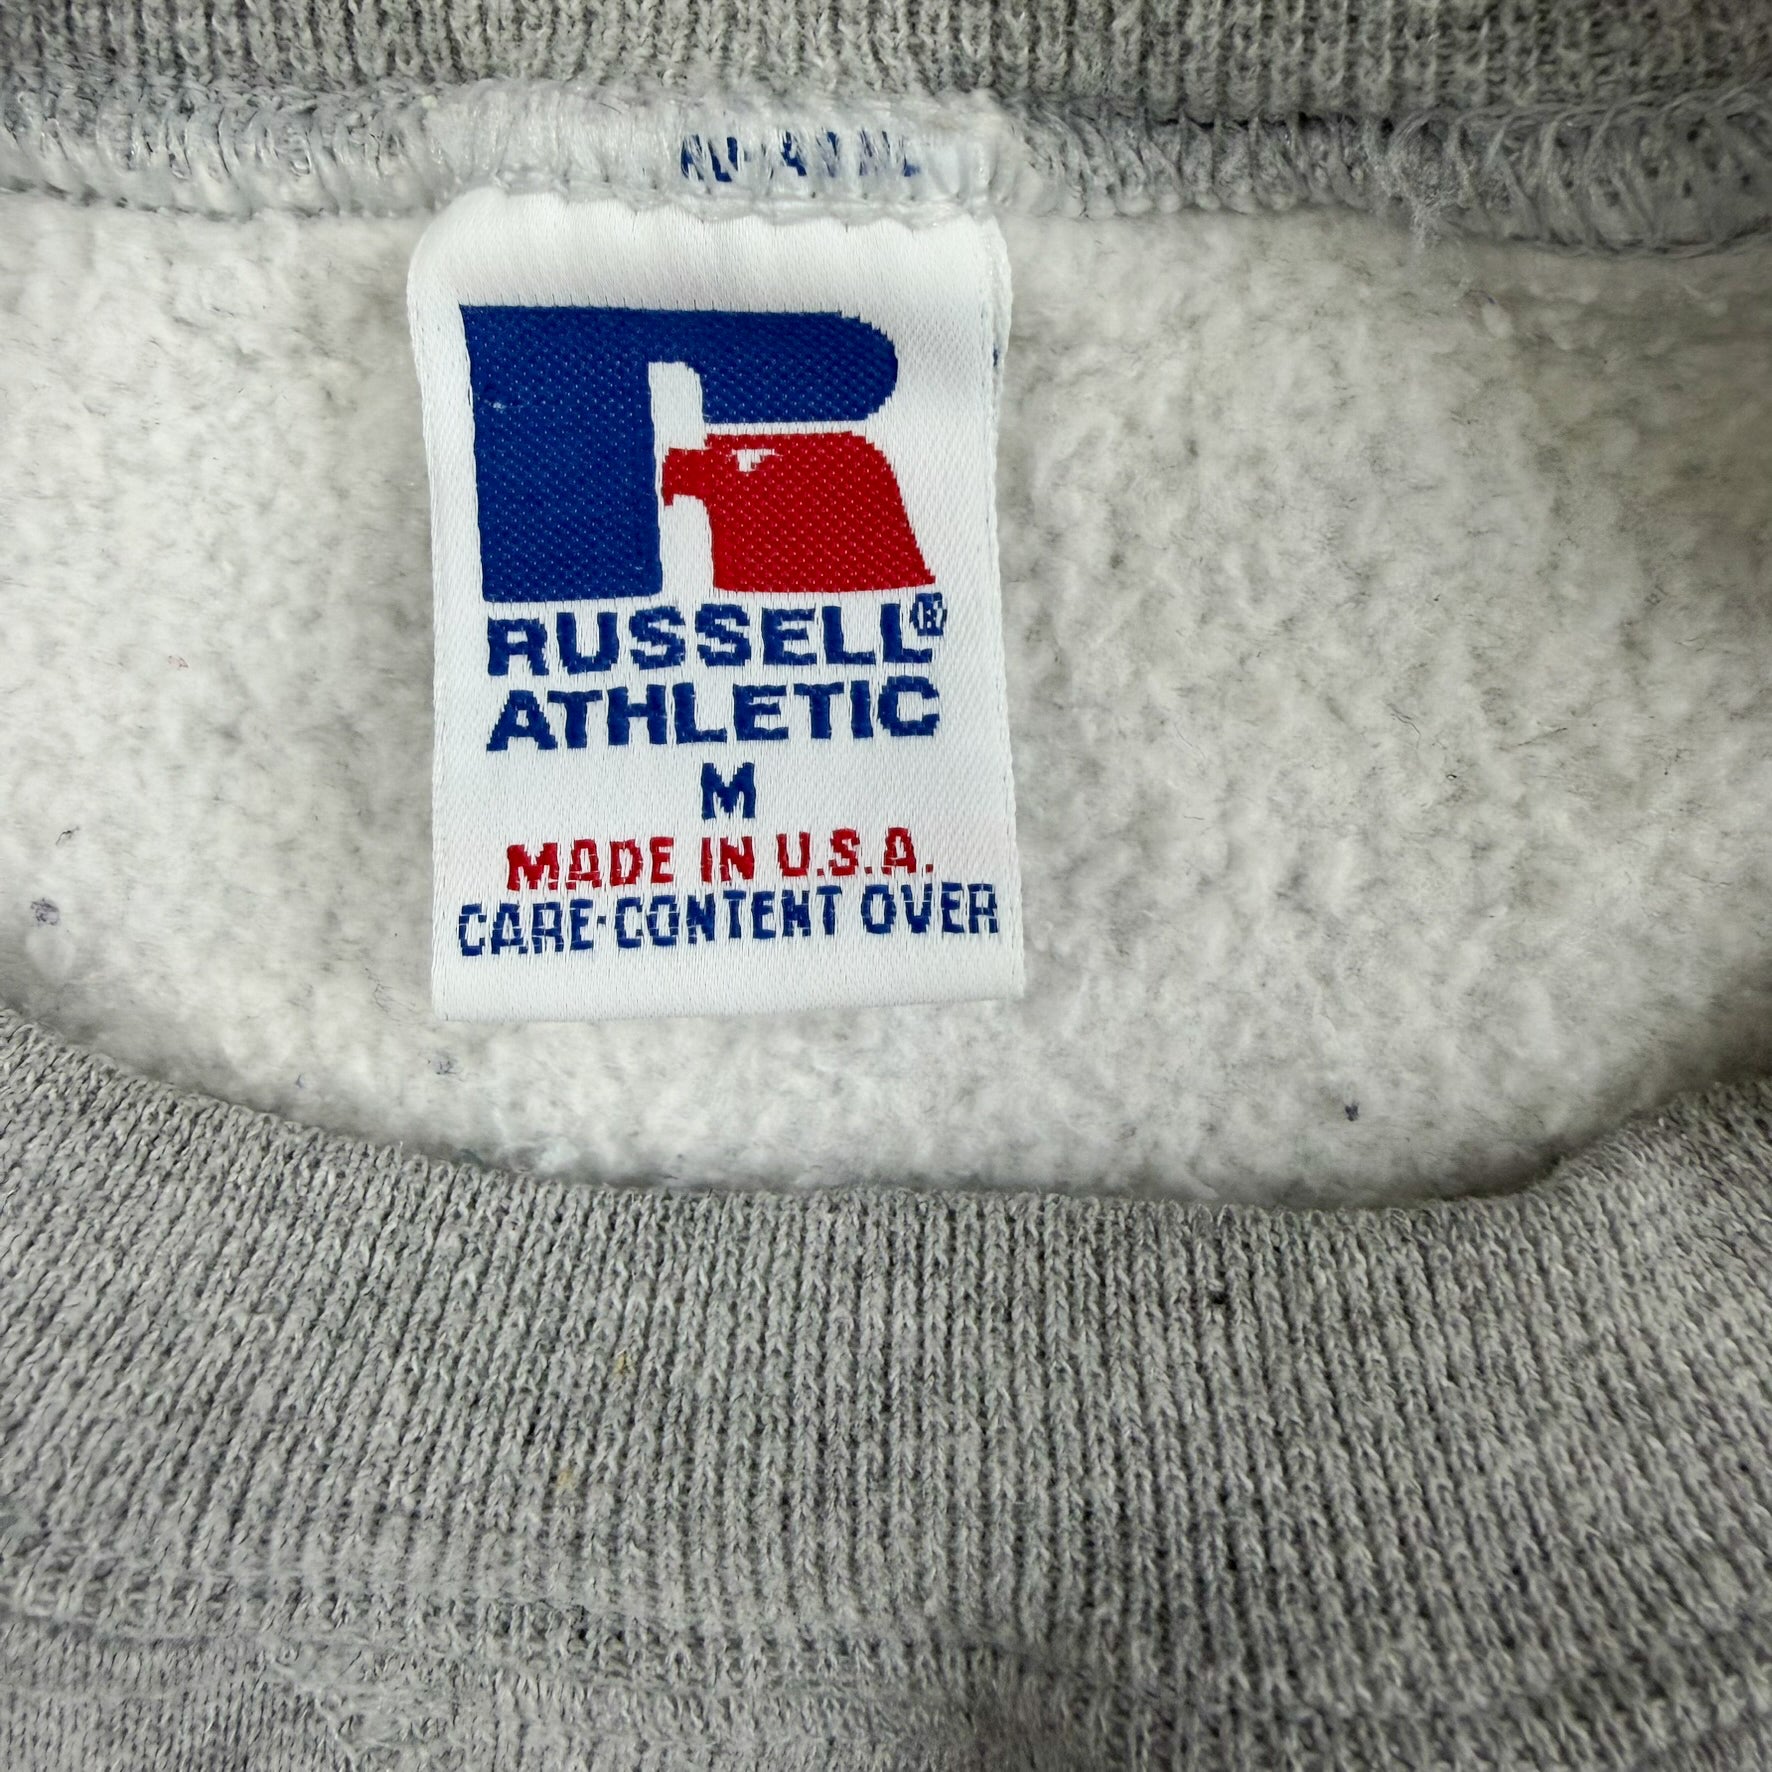 RUSSELL®
ATHLETIC
M
MADE IN U.S.A.
CARE·CONTENT OVER